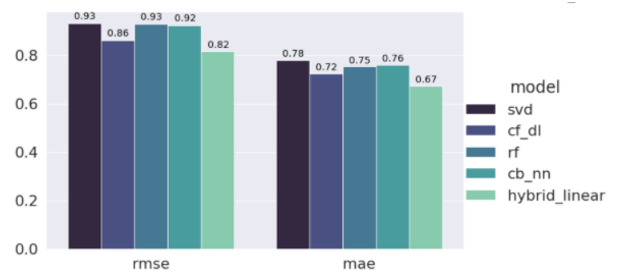 0.93 0.86 0.93 0.92 0.82 0.78 0.72 0.75 0.76 0.67
0.8
0.6
0.4
0.2
0.0
rmse mae
model
svd
cf_dl
rf
cb_nn
hybrid_linear